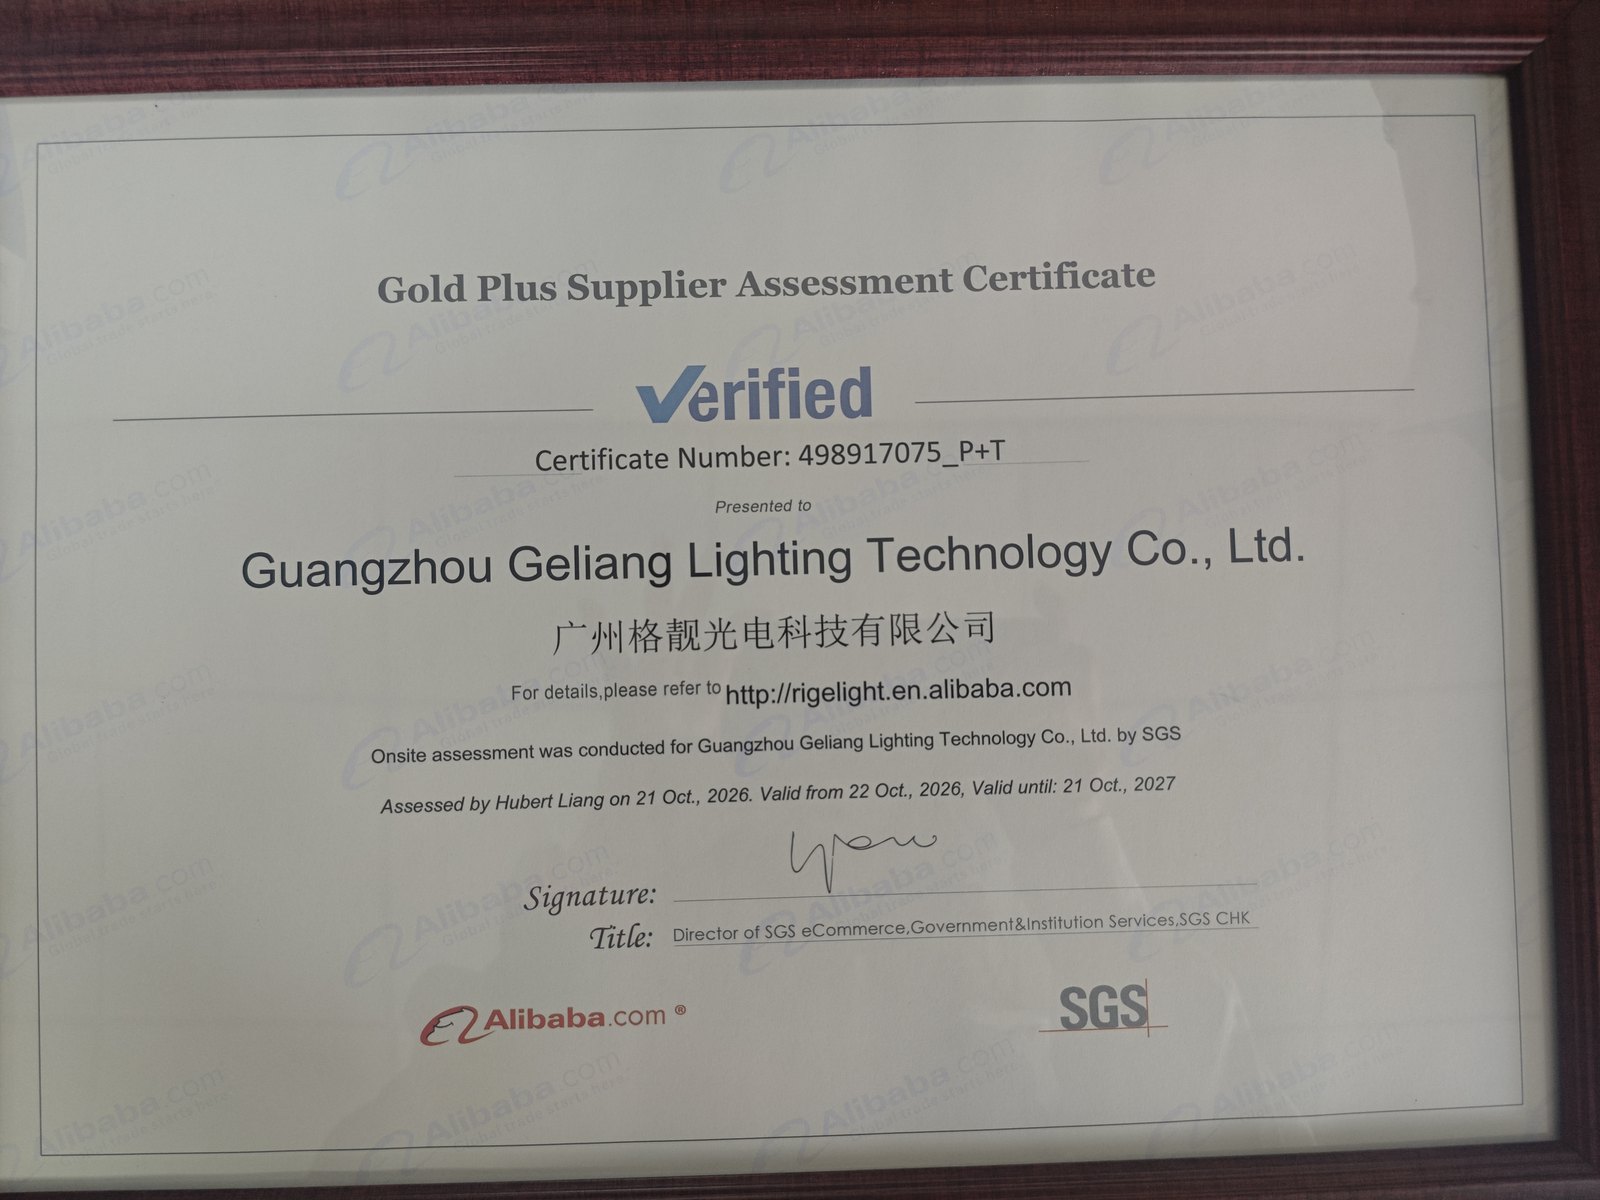 Gold Plus Supplier Assessment Certificate
Verified
Certificate Number: 498917075_P+T
Presented to
Guangzhou Geliang Lighting Technology Co., Ltd.
广州格靓光电科技有限公司
For details,please refer to http://rigelight.en.alibaba.com
Onsite assessment was conducted for Guangzhou Geliang Lighting Technology Co., Ltd. by SGS
Assessed by Hubert Liang on 21 Oct., 2026. Valid from 22 Oct., 2026, Valid until: 21 Oct., 2027
Signature:
Title: Director of SGS eCommerce,Government&Institution Services,SGS CHK
Alibaba.com ®
SGS